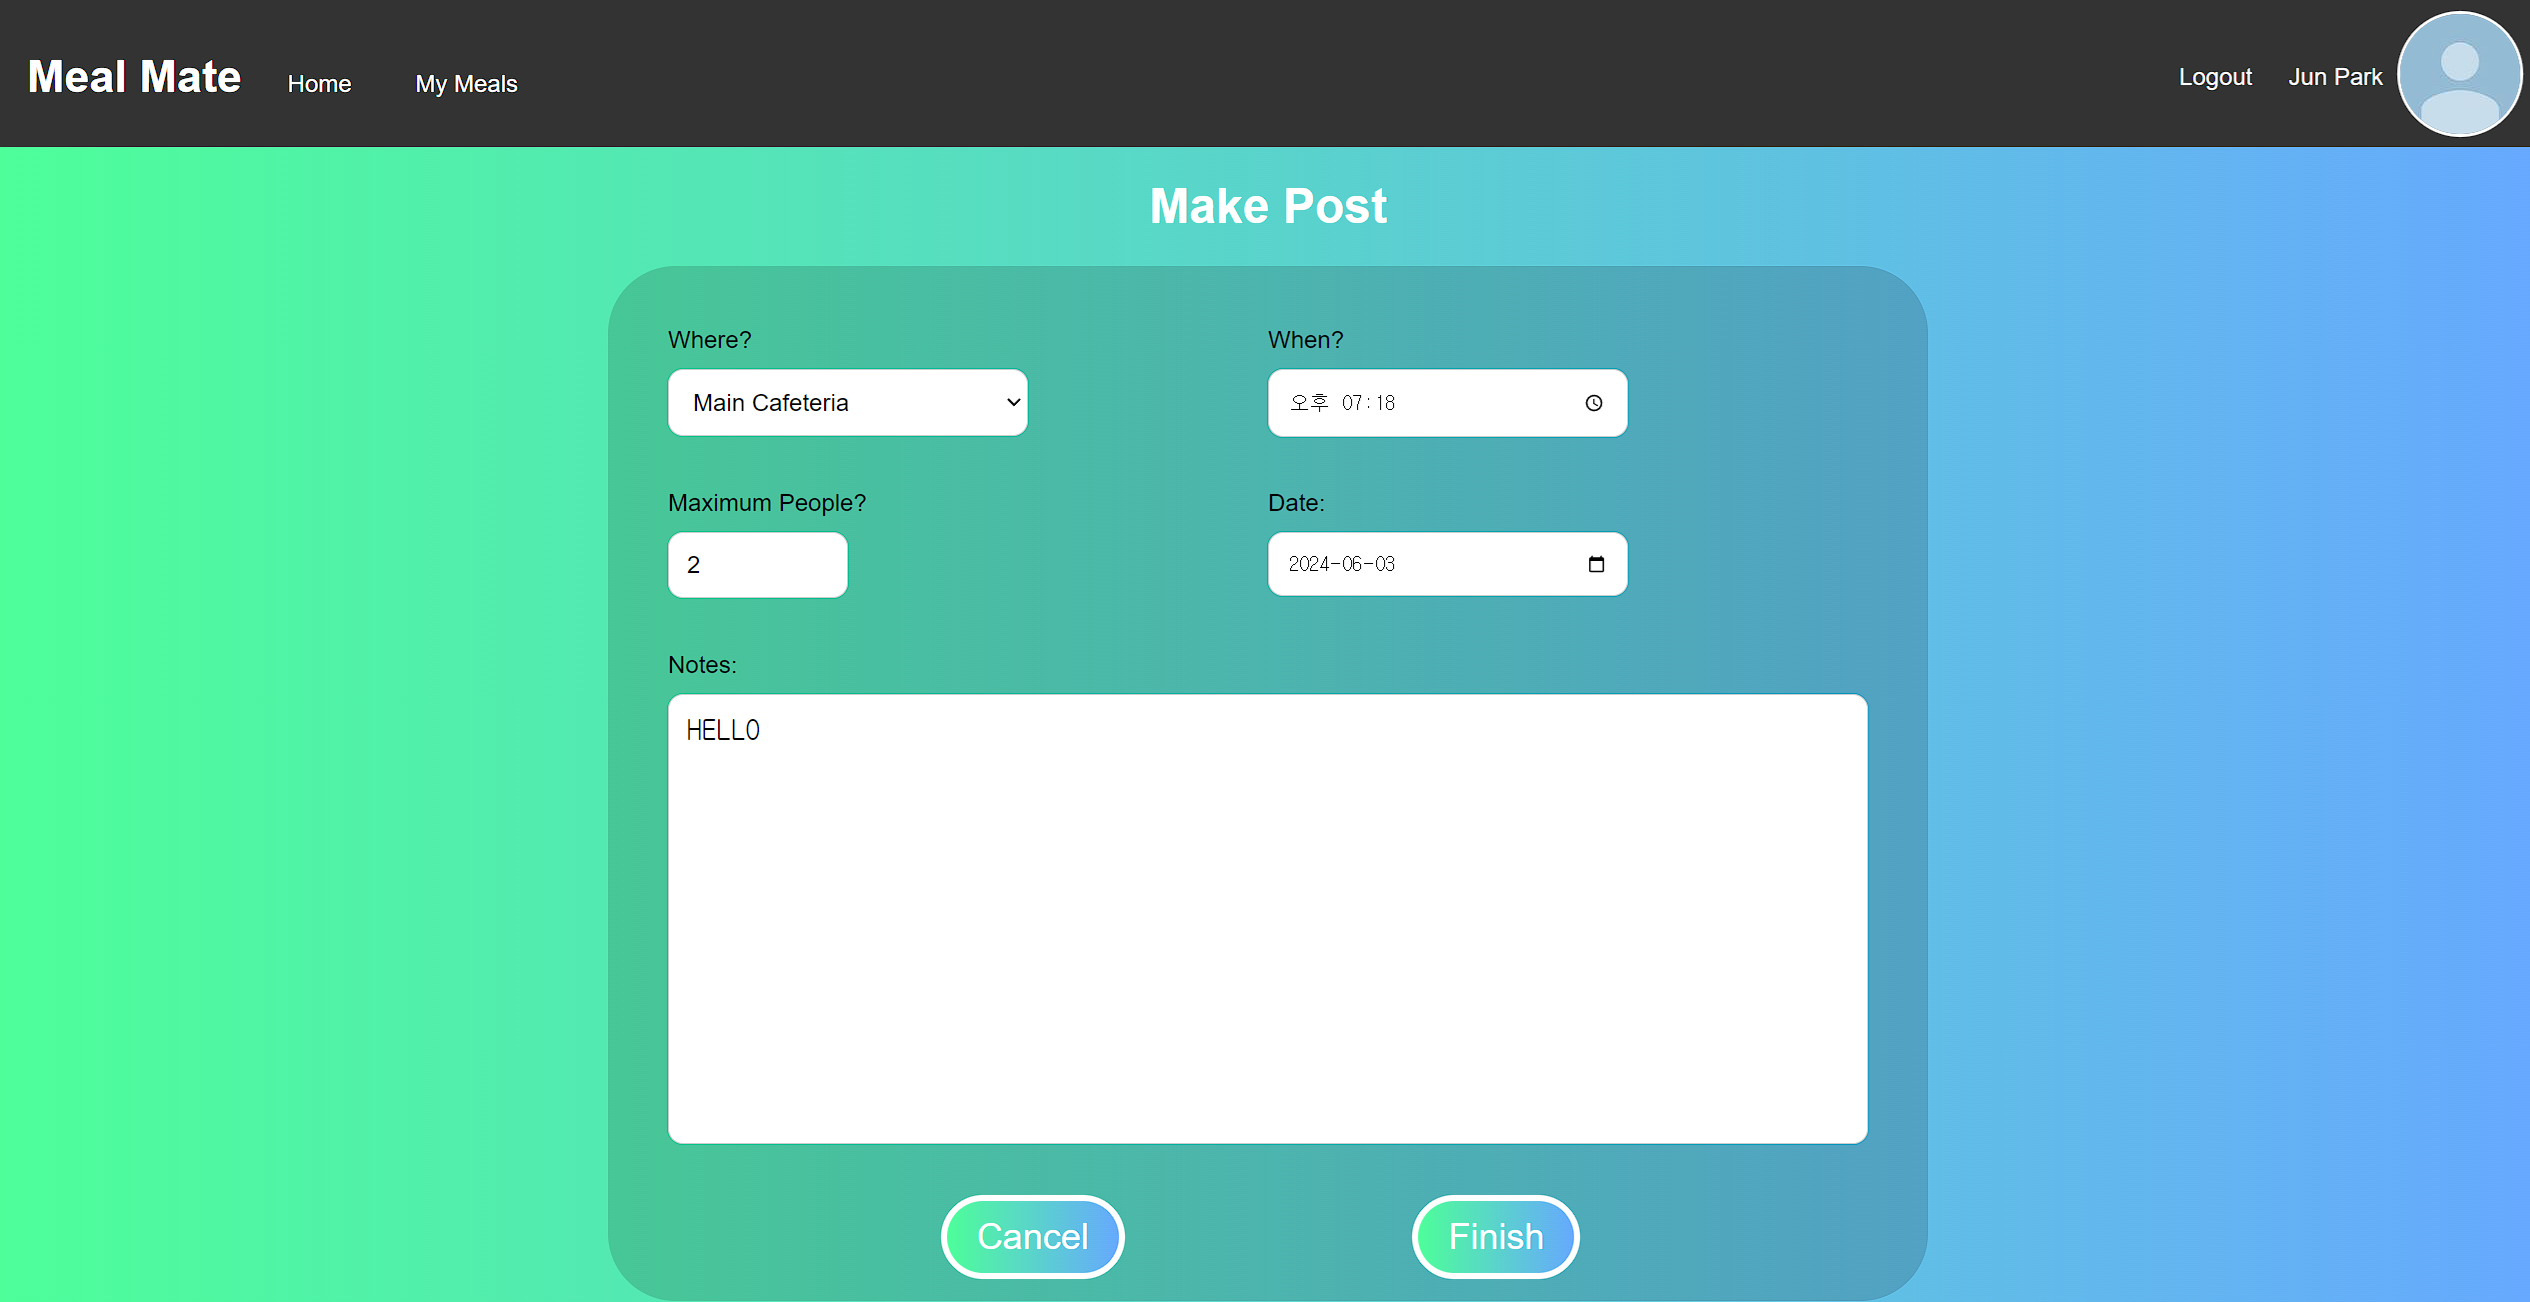 Meal Mate Home My Meals Logout Jun Park
Make Post
Where? When?
Main Cafeteria 오후 07:18
Maximum People? Date:
2 2024-06-03
Notes:
HELLO
Cancel Finish